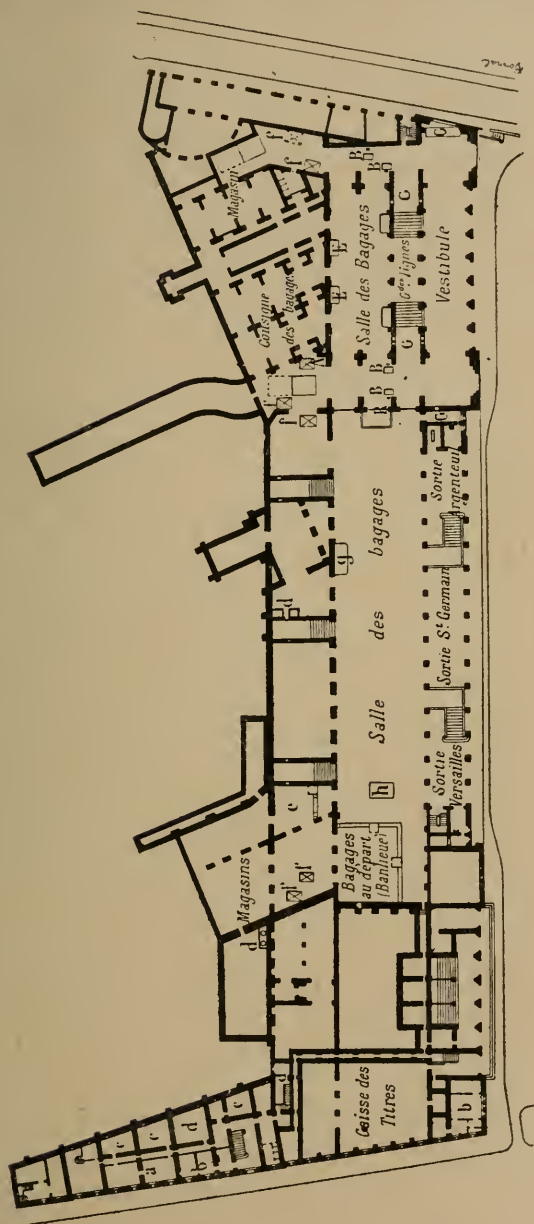 Magasin
f
f
Consigne
des bagages
f
f
E
E
Salle des Bagages
B
B
B
B
R
G
G
Gdes lignes
Vestibule
C
Salle des bagages
g
d
h
Sortie
Argenteuil
Sortie St Germain
Sortie
Versailles
Magasins
e
f'
f'
d
Bagages
au départ
(Banlieue)
Caisse des
Titres
b
d
c
c
d
c
a
b